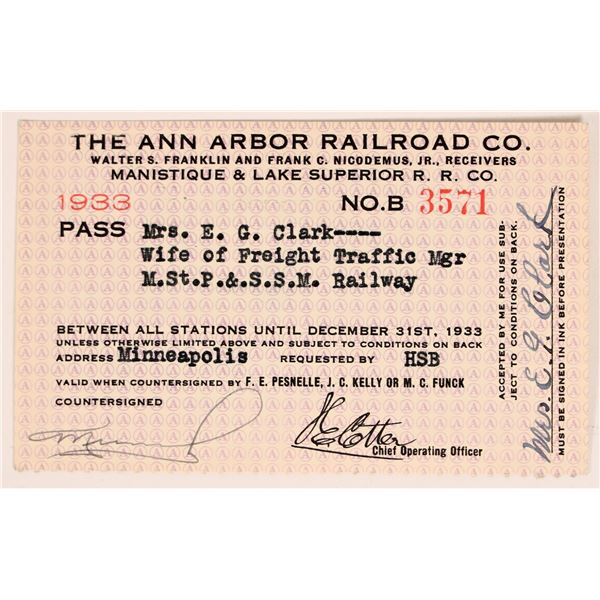 THE ANN ARBOR RAILROAD CO.
WALTER S. FRANKLIN AND FRANK C. NICODEMUS, JR., RECEIVERS
MANISTIQUE & LAKE SUPERIOR R. R. CO.
1933 NO.B 3571
PASS Mrs. E. G. Clark----
Wife of Freight Traffic Mgr
M.St.P.&.S.S.M. Railway
BETWEEN ALL STATIONS UNTIL DECEMBER 31ST, 1933
UNLESS OTHERWISE LIMITED ABOVE AND SUBJECT TO CONDITIONS ON BACK
ADDRESS Minneapolis REQUESTED BY HSB
VALID WHEN COUNTERSIGNED BY F. E. PESNELLE, J. C. KELLY OR M. C. FUNCK
COUNTERSIGNED
Chief Operating Officer
ACCEPTED BY ME FOR USE SUB-
JECT TO CONDITIONS ON BACK.
Mrs. E. G. Clark
MUST BE SIGNED IN INK BEFORE PRESENTATION